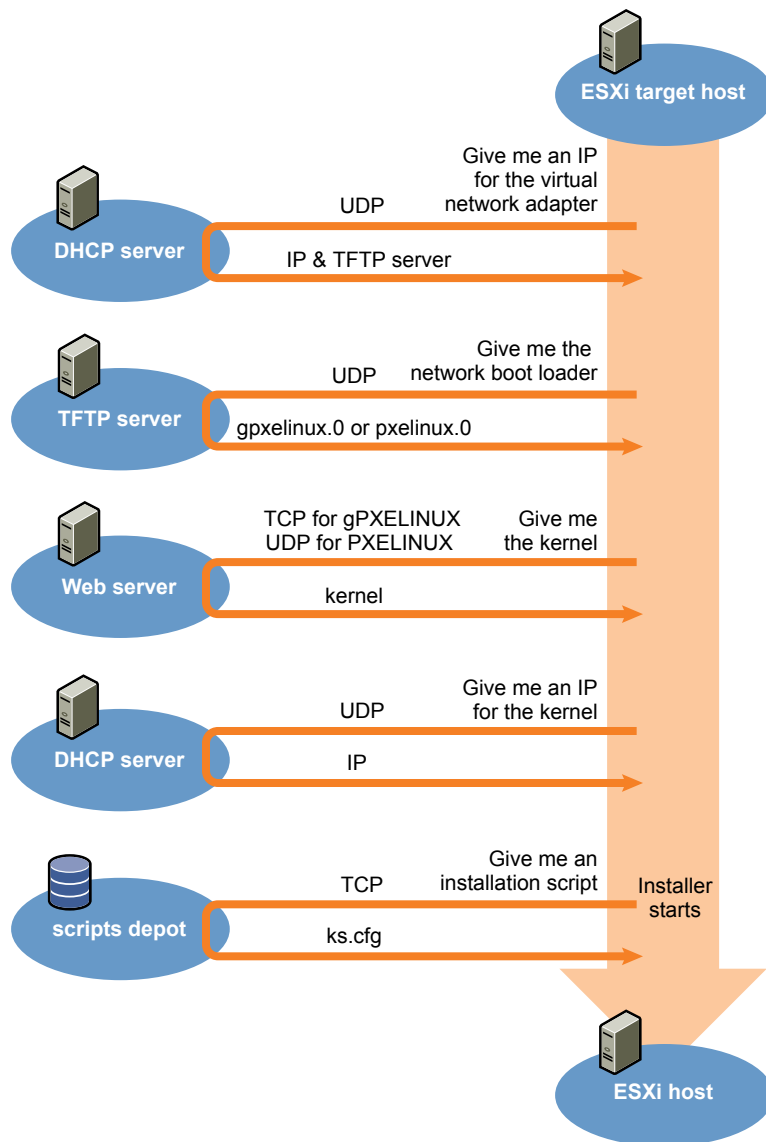 ESXi target host
Give me an IP
for the virtual
network adapter
UDP
DHCP server
IP & TFTP server
Give me the
network boot loader
UDP
TFTP server
gpxelinux.0 or pxelinux.0
TCP for gPXELINUX
UDP for PXELINUX
Give me
the kernel
Web server
kernel
Give me an IP
for the kernel
UDP
DHCP server
IP
Give me an
installation script
TCP
Installer
starts
scripts depot
ks.cfg
ESXi host